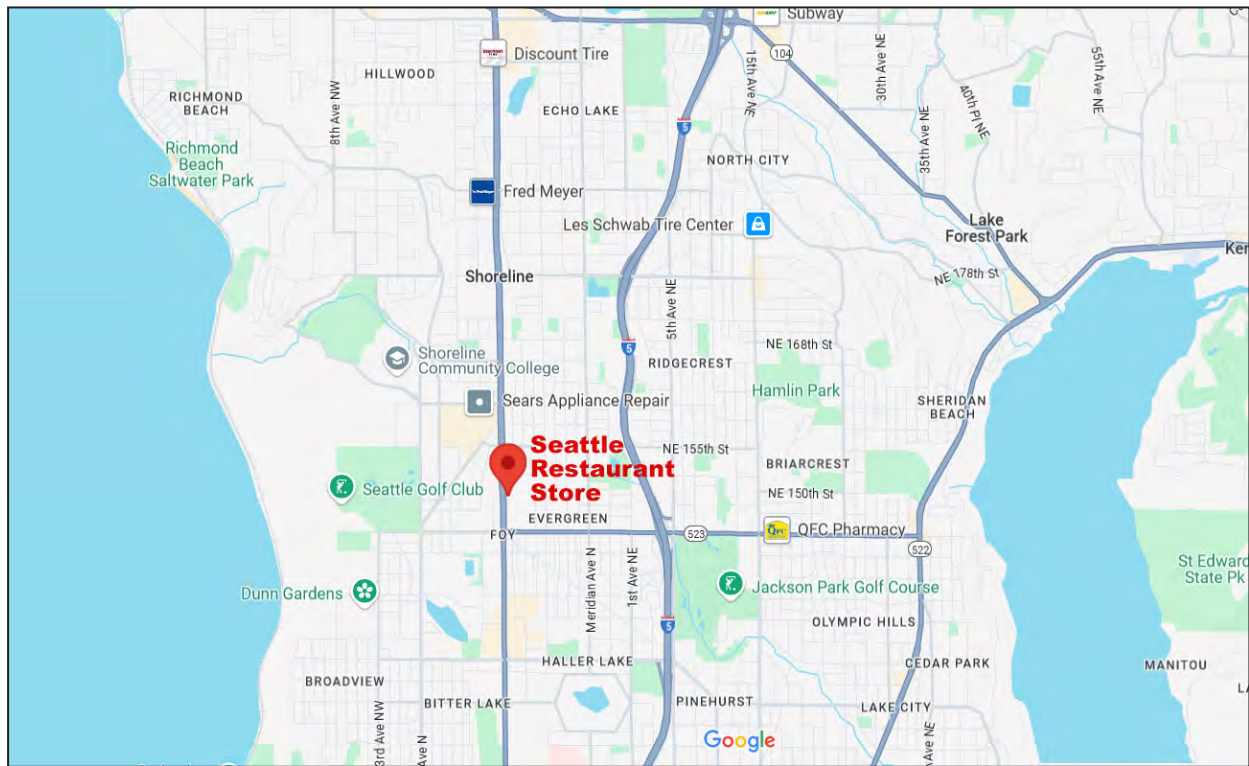 Subway
104
Discount Tire
HILLWOOD
RICHMOND
BEACH
8th Ave NW
ECHO LAKE
15th Ave NE
30th Ave NE
35th Ave NE
40th Pl NE
55th Ave NE
5
Richmond
Beach
Saltwater Park
NORTH CITY
Fred Meyer
Les Schwab Tire Center
Lake
Forest Park
Ken
Shoreline
NE 178th St
5th Ave NE
5
NE 168th St
Shoreline
Community College
RIDGECREST
Hamlin Park
SHERIDAN
BEACH
Sears Appliance Repair
Seattle
Restaurant
Store
NE 155th St
BRIARCREST
Seattle Golf Club
NE 150th St
EVERGREEN
FOY
523
QFC
QFC Pharmacy
522
St Edward
State Pk
Dunn Gardens
Meridian Ave N
1st Ave NE
Jackson Park Golf Course
5
OLYMPIC HILLS
HALLER LAKE
CEDAR PARK
MANITOU
BROADVIEW
BITTER LAKE
PINEHURST
LAKE CITY
3rd Ave NW
Google